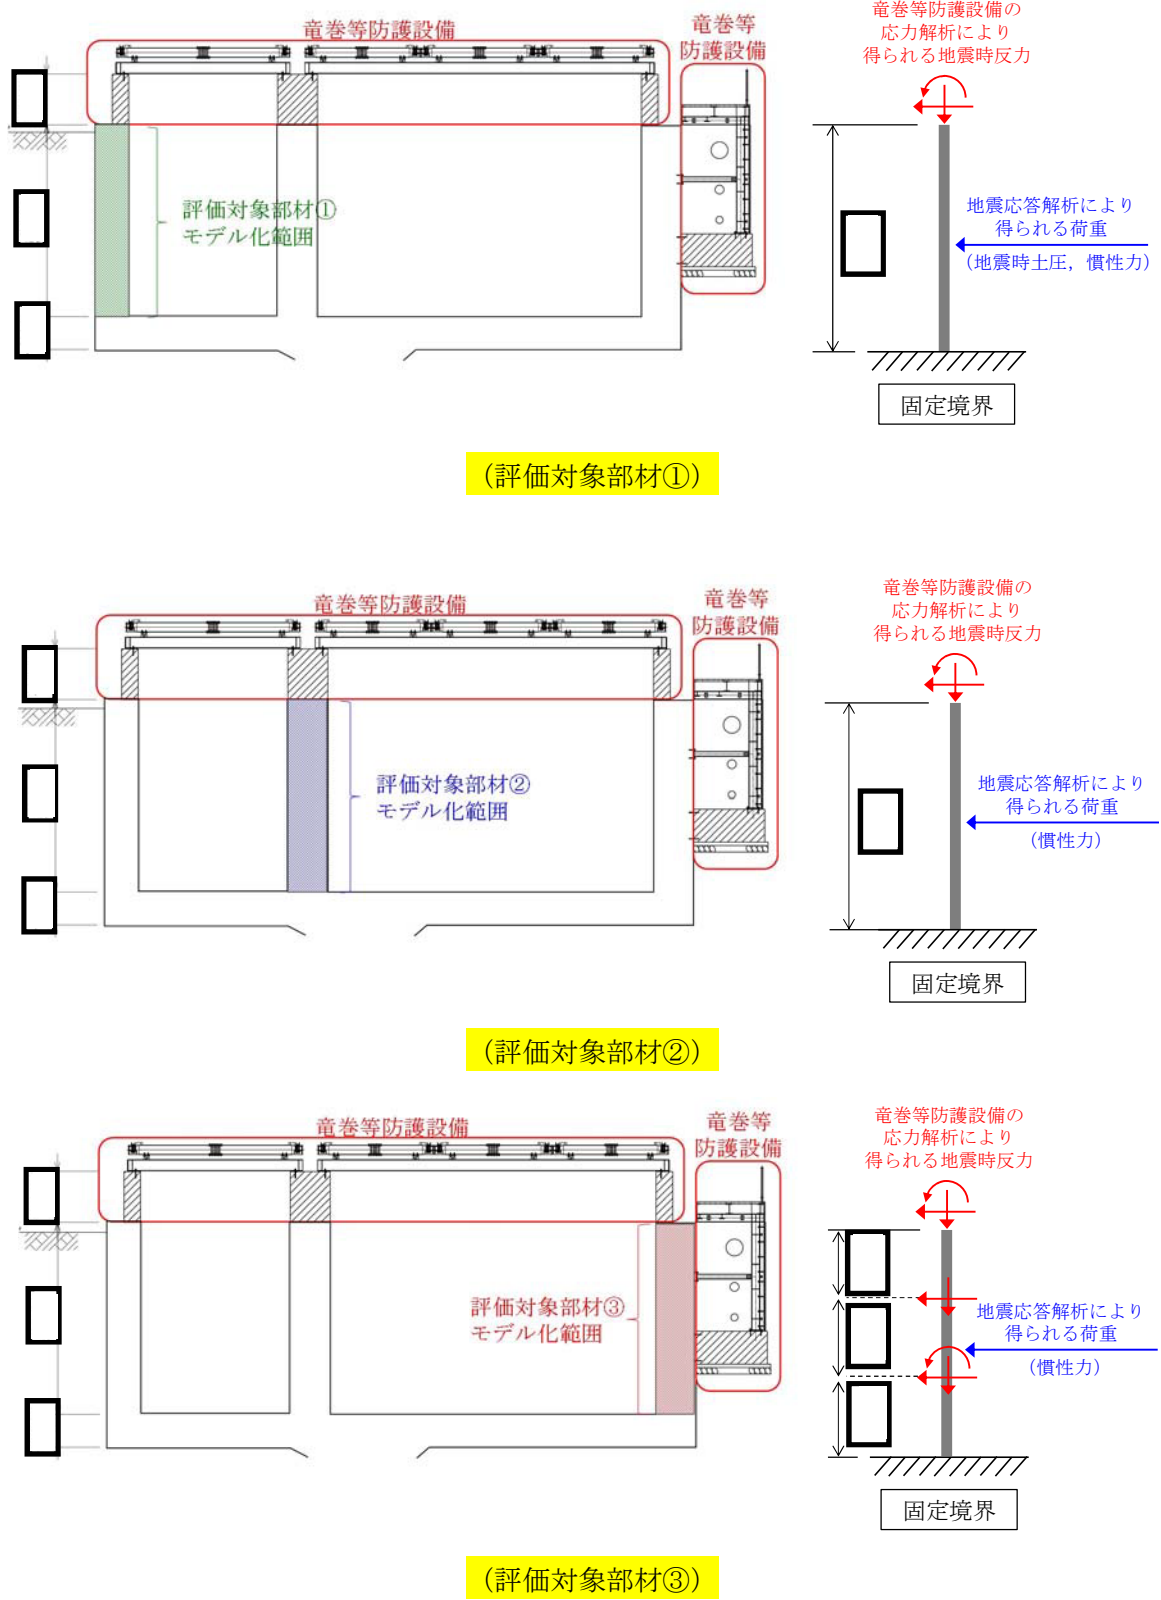 竜巻等防護設備
竜巻等
防護設備
評価対象部材①
モデル化範囲
竜巻等防護設備の
応力解析により
得られる地震時反力
地震応答解析により
得られる荷重
(地震時土圧，慣性力)
固定境界
(評価対象部材①)
竜巻等防護設備
竜巻等
防護設備
評価対象部材②
モデル化範囲
竜巻等防護設備の
応力解析により
得られる地震時反力
地震応答解析により
得られる荷重
(慣性力)
固定境界
(評価対象部材②)
竜巻等防護設備
竜巻等
防護設備
評価対象部材③
モデル化範囲
竜巻等防護設備の
応力解析により
得られる地震時反力
地震応答解析により
得られる荷重
(慣性力)
固定境界
(評価対象部材③)